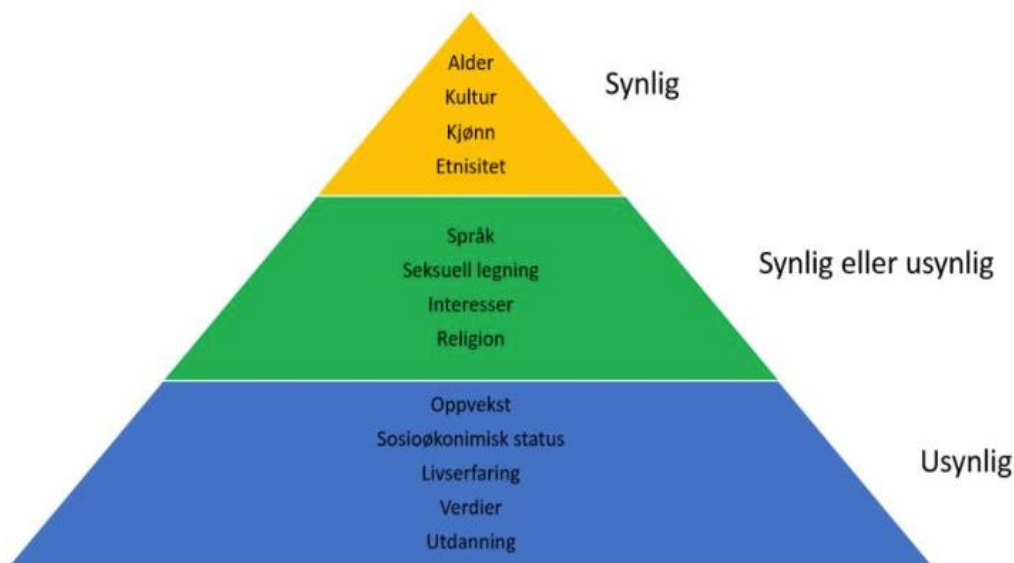 Alder
Kultur
Kjønn
Etnisitet
Synlig
Språk
Seksuell legning
Interesser
Religion
Synlig eller usynlig
Oppvekst
Sosioøkonimisk status
Livserfaring
Verdier
Utdanning
Usynlig